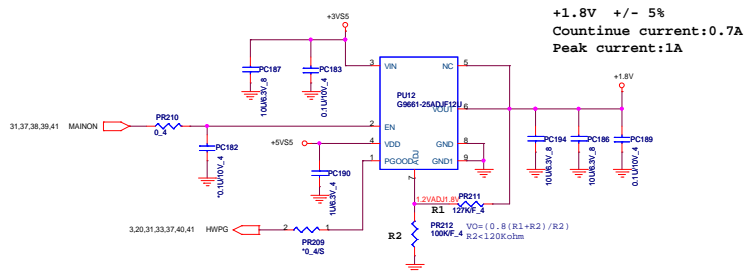 +1.8V +/- 5%
Countinue current:0.7A
Peak current:1A
+3VS5
PC187
10U/6.3V_8
PC183
0.1U/10V_4
3
VIN
NC
5
PU12
G9661-25ADJF12U
+1.8V
VOUT
6
31,37,38,39,41 MAINON
PR210
0_4
2
EN
PC182
*0.1U/10V_4
+5VS5
4
VDD
GND
8
1
PGOOD
ADJ
GND1
9
7
PC190
1U/6.3V_4
PC194
10U/6.3V_8
PC186
10U/6.3V_8
PC189
0.1U/10V_4
1.2VADJ1.8V
PR211
R1
127K/F_4
R2
PR212
100K/F_4
VO=(0.8(R1+R2)/R2)
R2<120Kohm
3,20,31,33,37,40,41 HWPG
2
1
PR209
*0_4/S